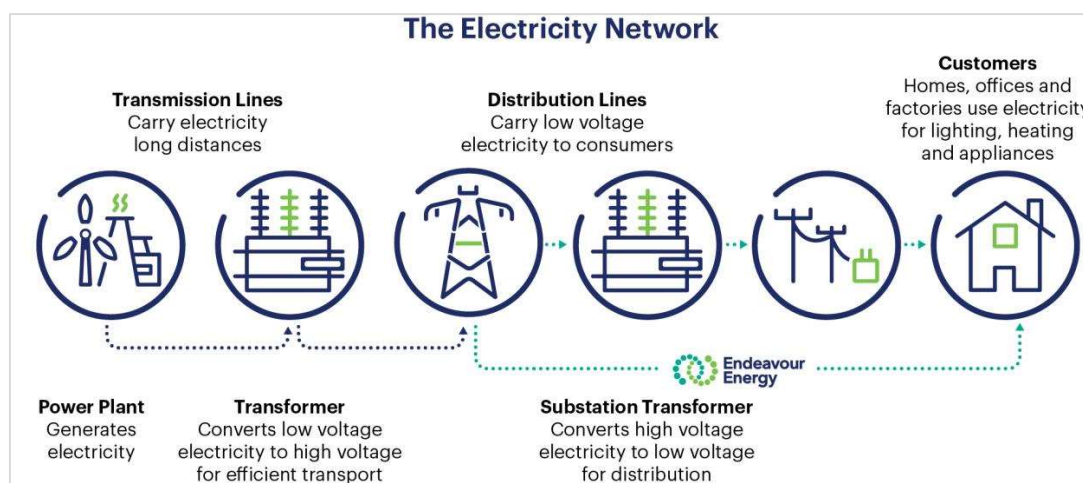 The Electricity Network
Transmission Lines
Carry electricity
long distances
Distribution Lines
Carry low voltage
electricity to consumers
Customers
Homes, offices and
factories use electricity
for lighting, heating
and appliances
Endeavour
Energy
Power Plant
Generates
electricity
Transformer
Converts low voltage
electricity to high voltage
for efficient transport
Substation Transformer
Converts high voltage
electricity to low voltage
for distribution